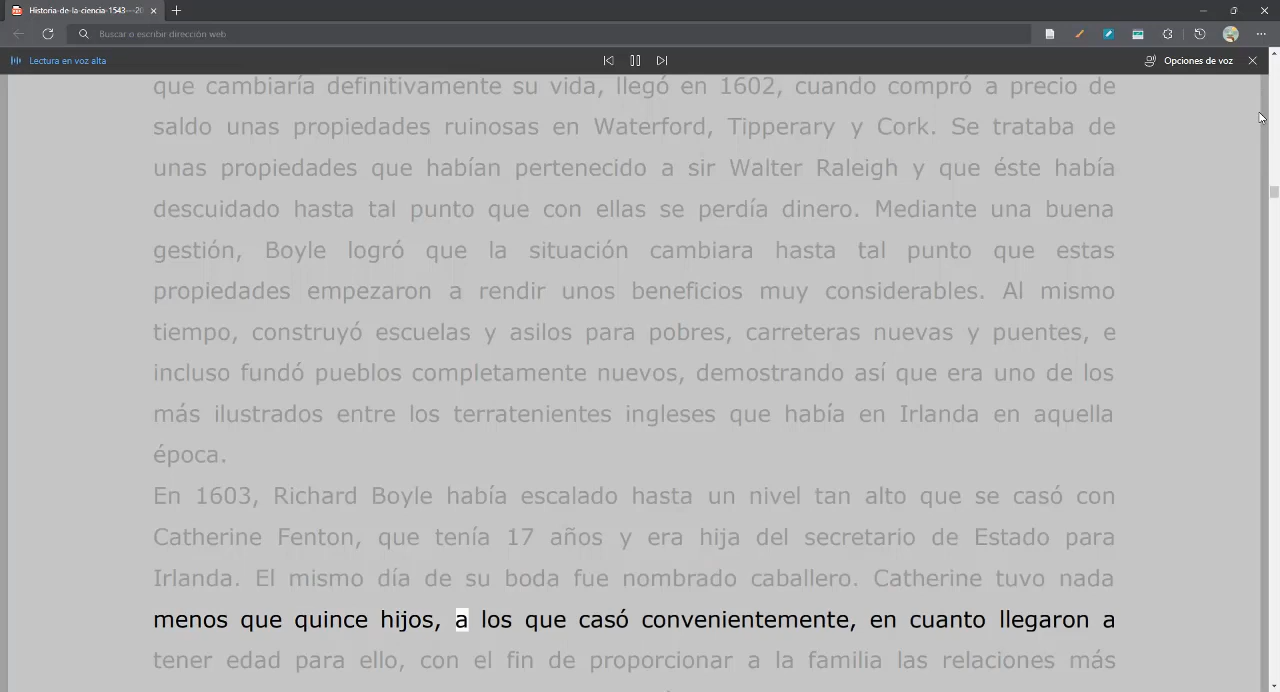 Historia-de-la-ciencia-1543---20
Buscar o escribir dirección web
Lectura en voz alta
Opciones de voz
que cambiaría definitivamente su vida, llegó en 1602, cuando compró a precio de
saldo unas propiedades ruinosas en Waterford, Tipperary y Cork. Se trataba de
unas propiedades que habían pertenecido a sir Walter Raleigh y que éste había
descuidado hasta tal punto que con ellas se perdía dinero. Mediante una buena
gestión, Boyle logró que la situación cambiara hasta tal punto que estas
propiedades empezaron a rendir unos beneficios muy considerables. Al mismo
tiempo, construyó escuelas y asilos para pobres, carreteras nuevas y puentes, e
incluso fundó pueblos completamente nuevos, demostrando así que era uno de los
más ilustrados entre los terratenientes ingleses que había en Irlanda en aquella
época.
En 1603, Richard Boyle había escalado hasta un nivel tan alto que se casó con
Catherine Fenton, que tenía 17 años y era hija del secretario de Estado para
Irlanda. El mismo día de su boda fue nombrado caballero. Catherine tuvo nada
menos que quince hijos, a los que casó convenientemente, en cuanto llegaron a
tener edad para ello, con el fin de proporcionar a la familia las relaciones más